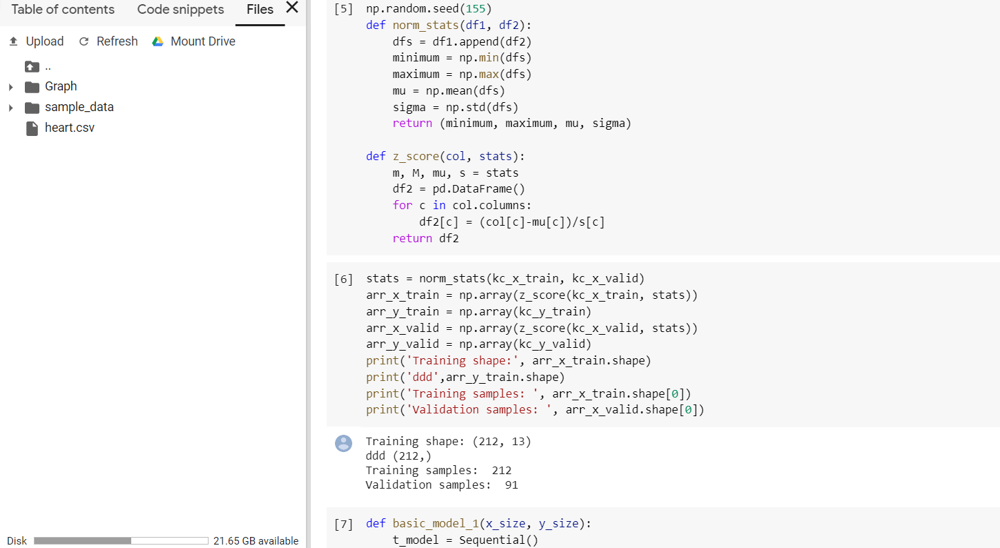 Table of contents Code snippets Files
Upload Refresh Mount Drive
..
Graph
sample_data
heart.csv
Disk 21.65 GB available
[5] np.random.seed(155)
def norm_stats(df1, df2):
    dfs = df1.append(df2)
    minimum = np.min(dfs)
    maximum = np.max(dfs)
    mu = np.mean(dfs)
    sigma = np.std(dfs)
    return (minimum, maximum, mu, sigma)
def z_score(col, stats):
    m, M, mu, s = stats
    df2 = pd.DataFrame()
    for c in col.columns:
        df2[c] = (col[c]-mu[c])/s[c]
    return df2
[6] stats = norm_stats(kc_x_train, kc_x_valid)
arr_x_train = np.array(z_score(kc_x_train, stats))
arr_y_train = np.array(kc_y_train)
arr_x_valid = np.array(z_score(kc_x_valid, stats))
arr_y_valid = np.array(kc_y_valid)
print('Training shape:', arr_x_train.shape)
print('ddd',arr_y_train.shape)
print('Training samples: ', arr_x_train.shape[0])
print('Validation samples: ', arr_x_valid.shape[0])
Training shape: (212, 13)
ddd (212,)
Training samples:  212
Validation samples:  91
[7] def basic_model_1(x_size, y_size):
    t_model = Sequential()